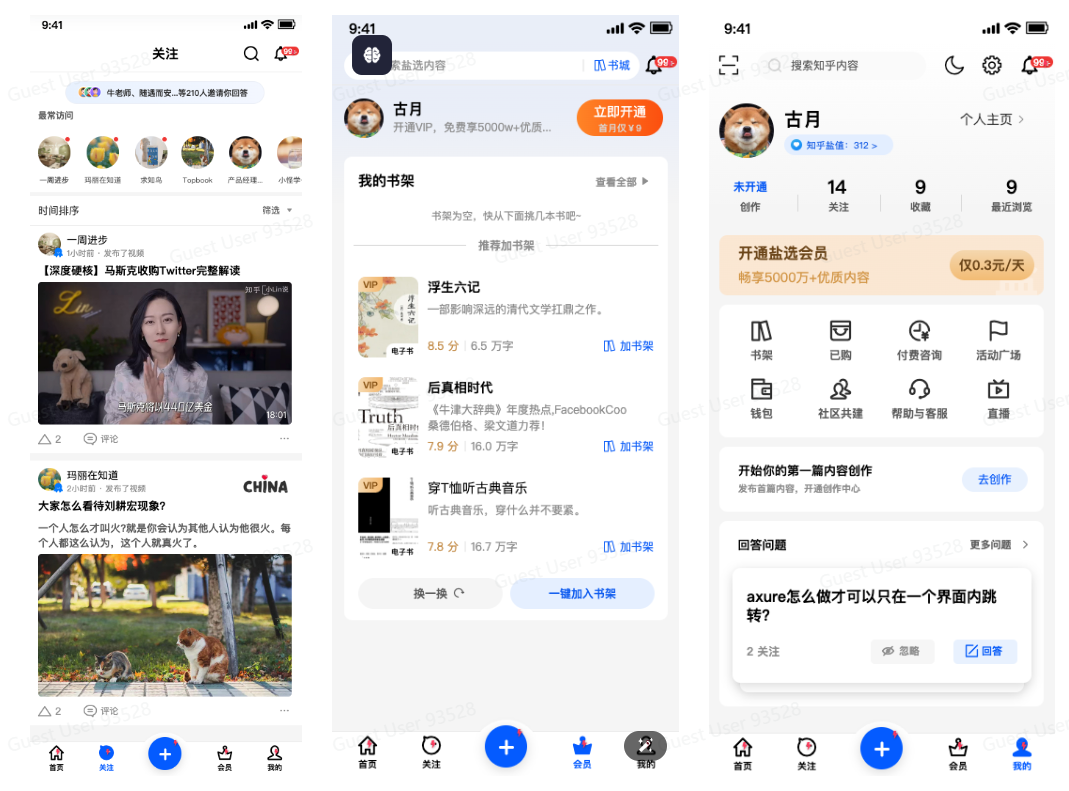 9:41
关注
99+
牛老师、随遇而安...等210人邀请你回答
最常访问
一周进步
玛丽在知道
求知鸟
Topbook
产品经理...
小怪学
时间排序
筛选
一周进步
1小时前 · 发布了视频
【深度硬核】马斯克收购Twitter完整解读
知乎
小Lin说
Lin
马斯克将以440亿美金
18:01
2
评论
玛丽在知道
2小时前 · 发布了视频
CHINA
大家怎么看待刘耕宏现象?
一个人怎么才叫火?就是你会认为其他人认为他很火。每
个人都这么认为，这个人就真火了。
2
评论
首页
关注
会员
我的
9:41
索盐选内容
书城
99+
古月
开通VIP，免费享5000w+优质...
立即开通
首月仅￥9
我的书架
查看全部
书架为空，快从下面挑几本书吧~
推荐加书架
VIP
浮生六记
电子书
浮生六记
一部影响深远的清代文学扛鼎之作。
8.5 分
6.5 万字
加书架
VIP
Truth
后真相时代
电子书
后真相时代
《牛津大辞典》年度热点,FacebookCoo
桑德伯格、梁文道力荐！
7.9 分
16.0 万字
加书架
VIP
电子书
穿T恤听古典音乐
听古典音乐，穿什么并不要紧。
7.8 分
16.7 万字
加书架
换一换
一键加入书架
首页
关注
会员
我的
9:41
搜索知乎内容
99+
古月
知乎盐值：312 >
个人主页
未开通
创作
14
关注
9
收藏
9
最近浏览
开通盐选会员
畅享5000万+优质内容
仅0.3元/天
书架
已购
付费咨询
活动广场
钱包
社区共建
帮助与客服
直播
开始你的第一篇内容创作
发布首篇内容，开通创作中心
去创作
回答问题
更多问题
axure怎么做才可以只在一个界面内跳
转?
2 关注
忽略
回答
首页
关注
会员
我的
Guest User 93528